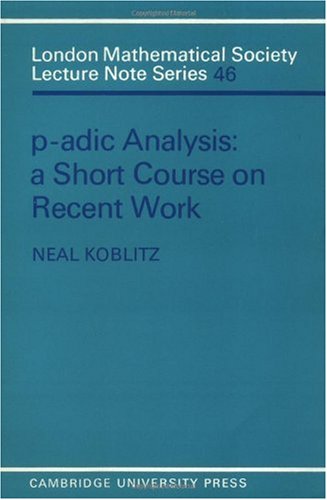 London Mathematical Society
Lecture Note Series 46
p-adic Analysis:
a Short Course on
Recent Work
NEAL KOBLITZ
CAMBRIDGE UNIVERSITY PRESS